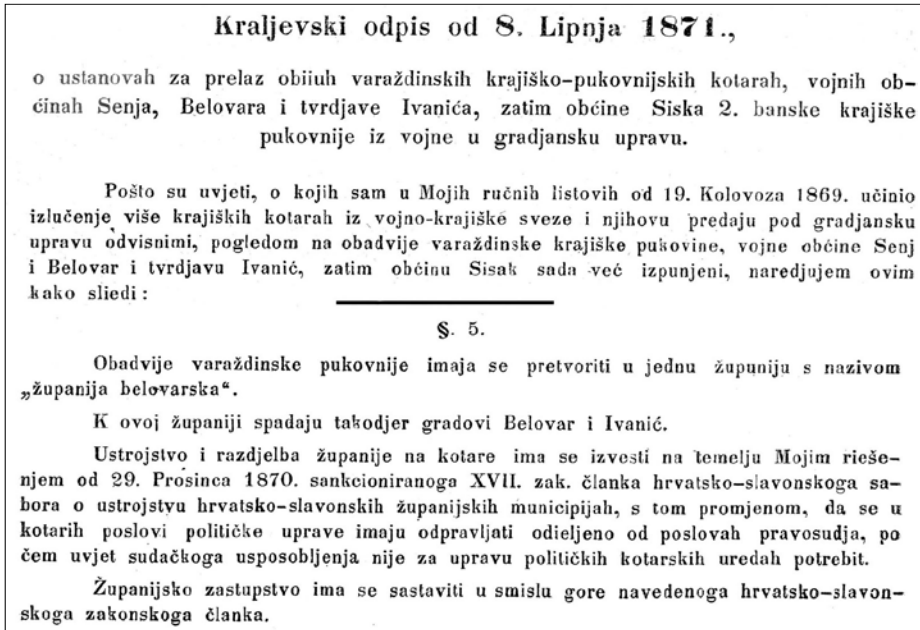 Kraljevski odpis od 8. Lipnja 1871.,
o ustanovah za prelaz obiiuh varaždinskih krajiško-pukovnijskih kotarah, vojnih ob-
ćinah Senja, Belovara i tvrdjave Ivanića, zatim občine Siska 2. banske krajiške
pukovnije iz vojne u gradjansku upravu.
Pošto su uvjeti, o kojih sam u Mojih ručnih listovih od 19. Kolovoza 1869. učinio
izlučenje više krajiških kotarah iz vojno-krajiške sveze i njihovu predaju pod gradjansku
upravu odvisnimi, pogledom na obadvije varaždinske krajiške pukovine, vojne obćine Senj
i Belovar i tvrdjavu Ivanić, zatim obćinu Sisak sada već izpunjeni, naredjujem ovim
kako sliedi :
§. 5.
Obadvije varaždinske pukovnije imaja se pretvoriti u jednu župuniju s nazivom
„županija belovarska“.
K ovoj županiji spadaju takodjer gradovi Belovar i Ivanić.
Ustrojstvo i razdjelba županije na kotare ima se izvesti na temelju Mojim rieše-
njem od 29. Prosinca 1870. sankcioniranoga XVII. zak. članka hrvatsko-slavonskoga sa-
bora o ustrojstvu hrvatsko-slavonskih županijskih municipijah, s tom promjenom, da se u
kotarih poslovi političke uprave imaju odpravljati odieljeno od poslovah pravosudja, po
čem uvjet sudačkoga usposobljenja nije za upravu političkih kotarskih uredah potrebit.
Županijsko zastupstvo ima se sastaviti u smislu gore navedenoga hrvatsko-slavon-
skoga zakonskoga članka.